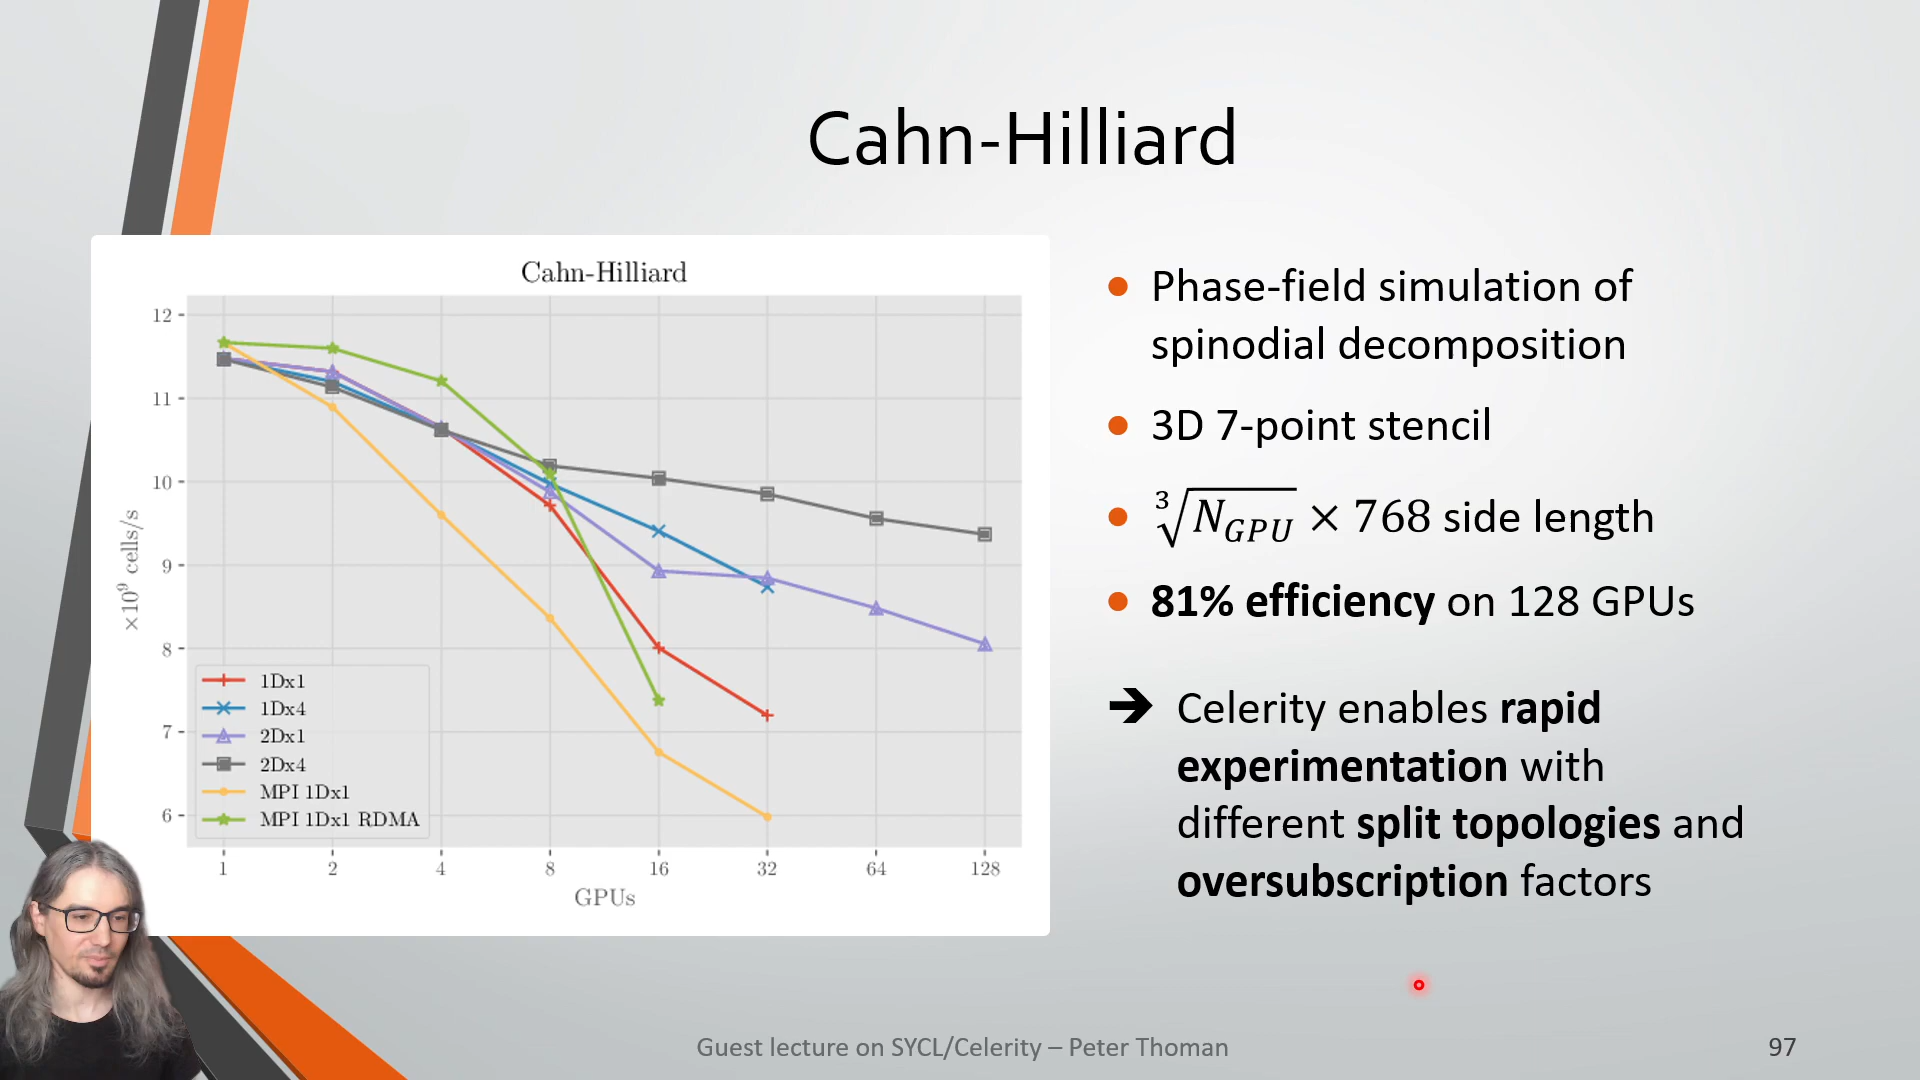 Cahn-Hilliard
Cahn-Hilliard
12
11
10
9
8
7
6
×10⁹ cells/s
1Dx1
1Dx4
2Dx1
2Dx4
MPI 1Dx1
MPI 1Dx1 RDMA
1 2 4 8 16 32 64 128
GPUs
Phase-field simulation of
spinodial decomposition
3D 7-point stencil
∛N_GPU × 768 side length
81% efficiency on 128 GPUs
➔ Celerity enables rapid
experimentation with
different split topologies and
oversubscription factors
Guest lecture on SYCL/Celerity – Peter Thoman
97